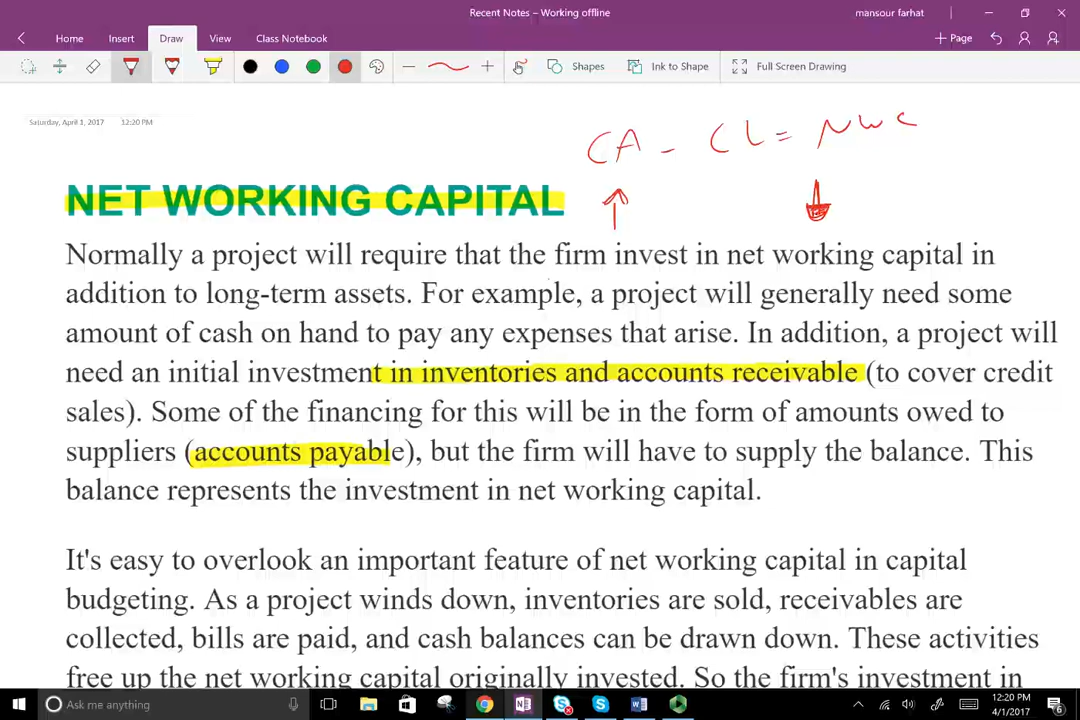 Recent Notes - Working offline
mansour farhat
Home Insert Draw View Class Notebook
Page
Shapes
Ink to Shape
Full Screen Drawing
Saturday, April 1, 2017 12:20 PM
CA - CL = NWC
NET WORKING CAPITAL
Normally a project will require that the firm invest in net working capital in
addition to long-term assets. For example, a project will generally need some
amount of cash on hand to pay any expenses that arise. In addition, a project will
need an initial investment in inventories and accounts receivable (to cover credit
sales). Some of the financing for this will be in the form of amounts owed to
suppliers (accounts payable), but the firm will have to supply the balance. This
balance represents the investment in net working capital.
It's easy to overlook an important feature of net working capital in capital
budgeting. As a project winds down, inventories are sold, receivables are
collected, bills are paid, and cash balances can be drawn down. These activities
free up the net working capital originally invested. So the firm's investment in
Ask me anything
12:20 PM
4/1/2017
6